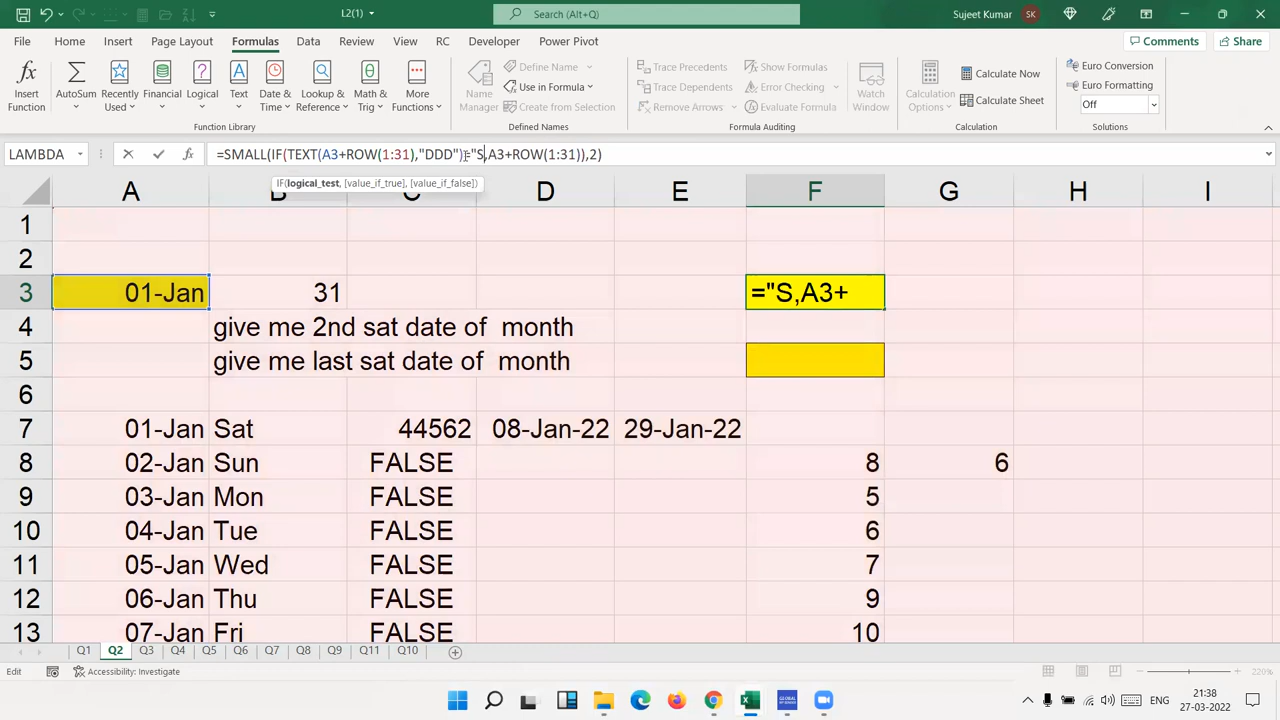 L2(1)
Search (Alt+Q)
Sujeet Kumar SK
File Home Insert Page Layout Formulas Data Review View RC Developer Power Pivot Comments Share
Insert Function
AutoSum
Recently Used
Financial
Logical
Text
Date & Time
Lookup & Reference
Math & Trig
More Functions
Function Library
Name Manager
Define Name
Use in Formula
Create from Selection
Defined Names
Trace Precedents
Trace Dependents
Remove Arrows
Show Formulas
Error Checking
Evaluate Formula
Formula Auditing
Watch Window
Calculation Options
Calculate Now
Calculate Sheet
Calculation
Euro Conversion
Euro Formatting
Off
Solutions
LAMBDA fx =SMALL(IF(TEXT(A3+ROW(1:31),"DDD")="S,A3+ROW(1:31)),2)
IF(logical_test, [value_if_true], [value_if_false])
A B C D E F G H I
1
2
3 01-Jan 31 ="S,A3+
4 give me 2nd sat date of month
5 give me last sat date of month
6
7 01-Jan Sat 44562 08-Jan-22 29-Jan-22
8 02-Jan Sun FALSE 8 6
9 03-Jan Mon FALSE 5
10 04-Jan Tue FALSE 6
11 05-Jan Wed FALSE 7
12 06-Jan Thu FALSE 9
13 07-Jan Fri FALSE 10
Q1 Q2 Q3 Q4 Q5 Q6 Q7 Q8 Q9 Q11 Q10
Edit Accessibility: Investigate 220%
ENG 21:38
27-03-2022